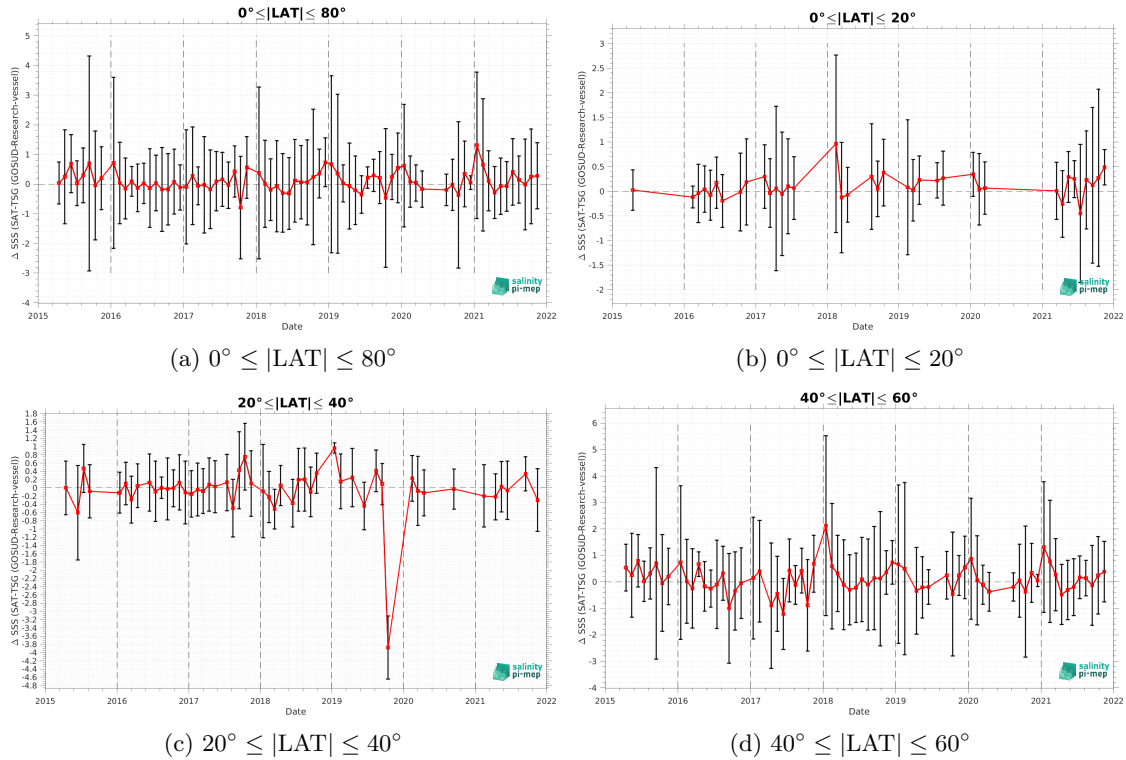 0°≤|LAT|≤ 80°
Δ SSS (SAT-TSG (GOSUD-Research-vessel))
5
4
3
2
1
0
-1
-2
-3
-4
2015 2016 2017 2018 2019 2020 2021 2022
Date
salinity
pi-mep
(a) 0° ≤ |LAT| ≤ 80°
0°≤|LAT|≤ 20°
Δ SSS (SAT-TSG (GOSUD-Research-vessel))
3
2.5
2
1.5
1
0.5
0
-0.5
-1
-1.5
-2
2015 2016 2017 2018 2019 2020 2021 2022
Date
salinity
pi-mep
(b) 0° ≤ |LAT| ≤ 20°
20°≤|LAT|≤ 40°
Δ SSS (SAT-TSG (GOSUD-Research-vessel))
1.8
1.6
1.4
1.2
1
0.8
0.6
0.4
0.2
0
-0.2
-0.4
-0.6
-0.8
-1
-1.2
-1.4
-1.6
-1.8
-2
-2.2
-2.4
-2.6
-2.8
-3
-3.2
-3.4
-3.6
-3.8
-4
-4.2
-4.4
-4.6
-4.8
2015 2016 2017 2018 2019 2020 2021 2022
Date
salinity
pi-mep
(c) 20° ≤ |LAT| ≤ 40°
40°≤|LAT|≤ 60°
Δ SSS (SAT-TSG (GOSUD-Research-vessel))
6
5
4
3
2
1
0
-1
-2
-3
-4
2015 2016 2017 2018 2019 2020 2021 2022
Date
salinity
pi-mep
(d) 40° ≤ |LAT| ≤ 60°